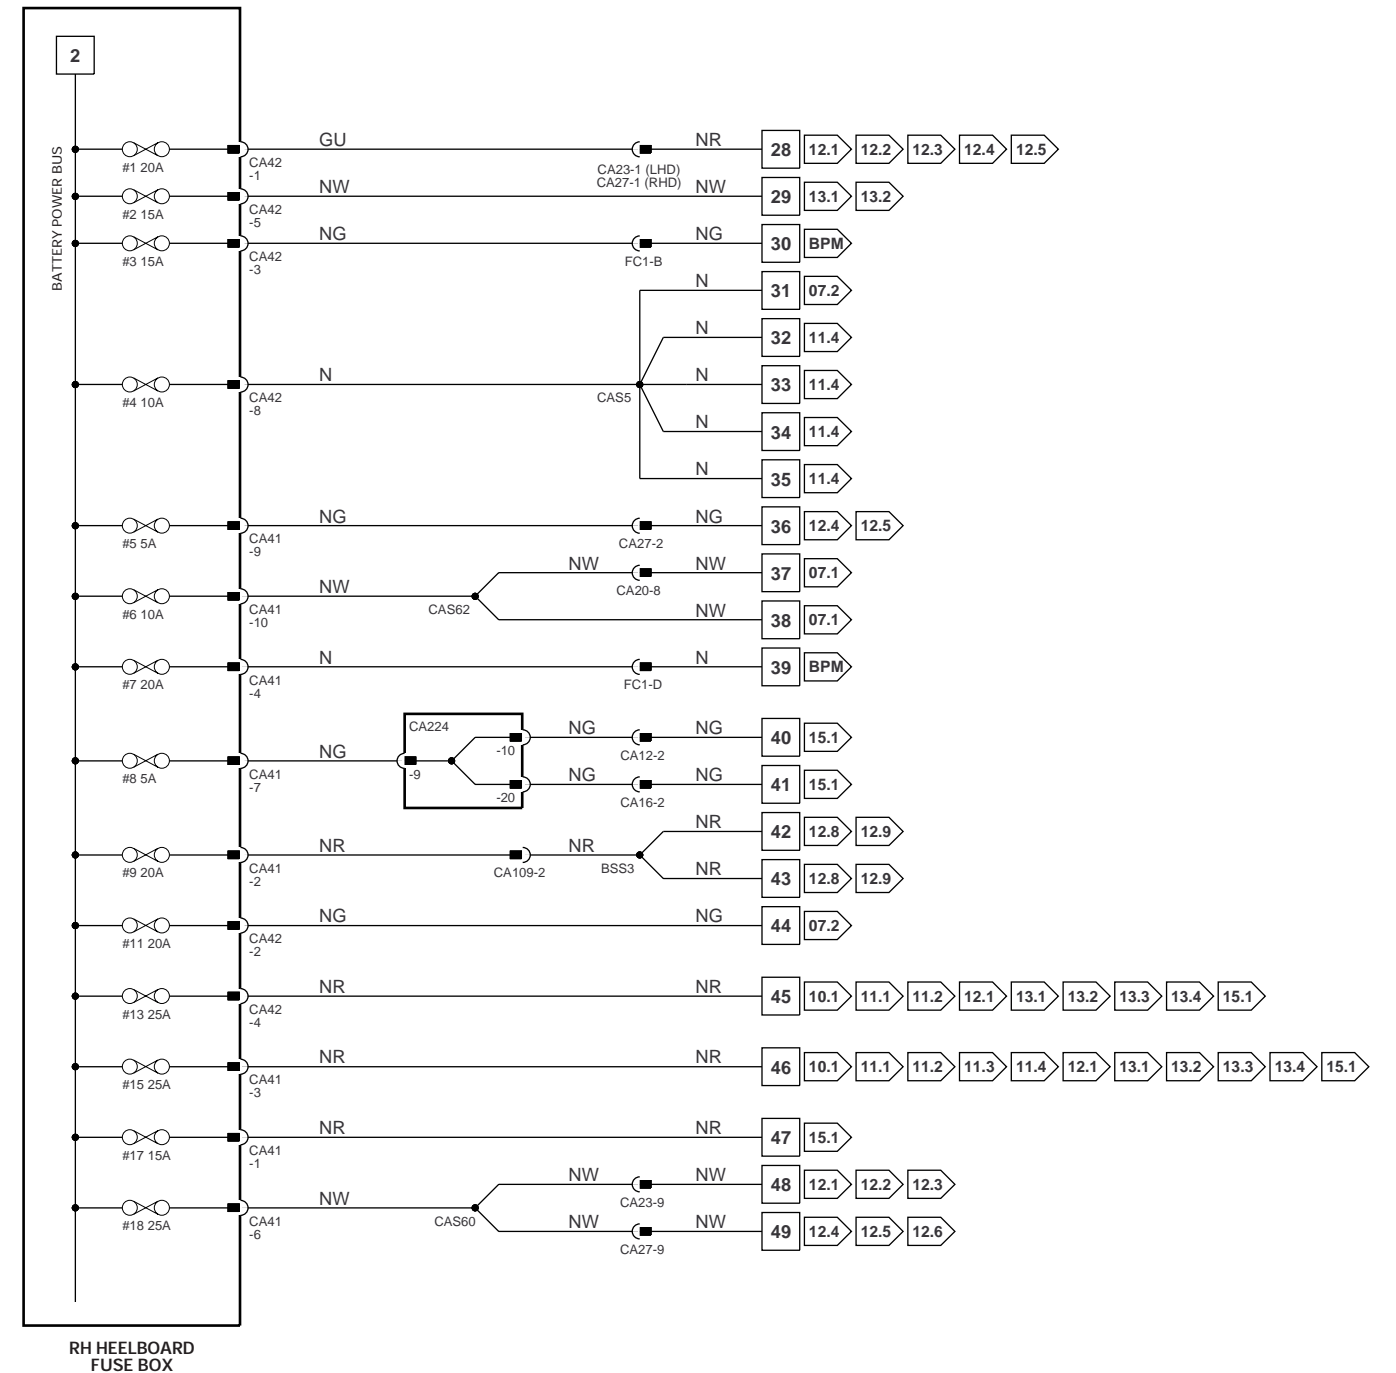 2
BATTERY POWER BUS
#1 20A
CA42
-1
GU
CA23-1 (LHD)
CA27-1 (RHD)
NR
28 12.1 12.2 12.3 12.4 12.5
#2 15A
CA42
-5
NW
NW
29 13.1 13.2
#3 15A
CA42
-3
NG
FC1-B
NG
30 BPM
N
31 07.2
N
32 11.4
#4 10A
CA42
-8
N
CAS5
N
33 11.4
N
34 11.4
N
35 11.4
#5 5A
CA41
-9
NG
CA27-2
NG
36 12.4 12.5
#6 10A
CA41
-10
NW
CAS62
NW
CA20-8
NW
37 07.1
NW
38 07.1
#7 20A
CA41
-4
N
FC1-D
N
39 BPM
#8 5A
CA41
-7
NG
CA224
-9
-10
-20
NG
CA12-2
NG
40 15.1
NG
CA16-2
NG
41 15.1
#9 20A
CA41
-2
NR
CA109-2
NR
BSS3
NR
42 12.8 12.9
NR
43 12.8 12.9
#11 20A
CA42
-2
NG
NG
44 07.2
#13 25A
CA42
-4
NR
NR
45 10.1 11.1 11.2 12.1 13.1 13.2 13.3 13.4 15.1
#15 25A
CA41
-3
NR
NR
46 10.1 11.1 11.2 11.3 11.4 12.1 13.1 13.2 13.3 13.4 15.1
#17 15A
CA41
-1
NR
NR
47 15.1
#18 25A
CA41
-6
NW
CAS60
NW
CA23-9
NW
48 12.1 12.2 12.3
NW
CA27-9
NW
49 12.4 12.5 12.6
RH HEELBOARD
FUSE BOX